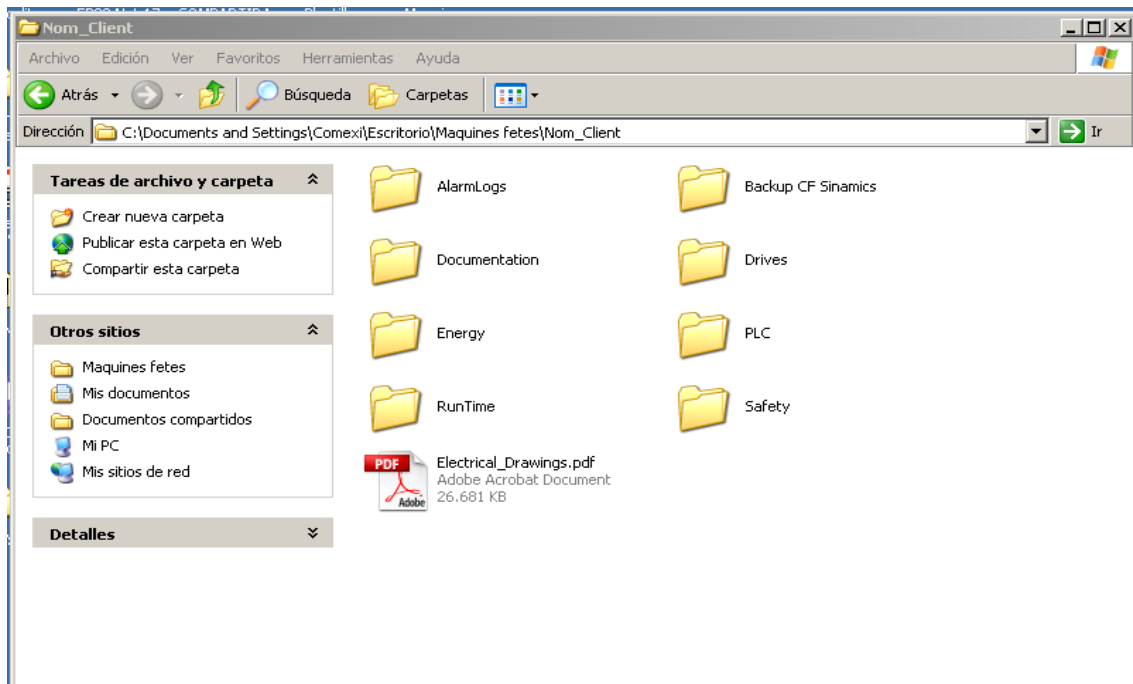 Nom_Client
Archivo Edición Ver Favoritos Herramientas Ayuda
Atrás Búsqueda Carpetas
Dirección C:\Documents and Settings\Comexi\Escritorio\Maquines fetes\Nom_Client Ir
Tareas de archivo y carpeta
Crear nueva carpeta
Publicar esta carpeta en Web
Compartir esta carpeta
Otros sitios
Maquines fetes
Mis documentos
Documentos compartidos
Mi PC
Mis sitios de red
Detalles
AlarmLogs Backup CF Sinamics
Documentation Drives
Energy PLC
RunTime Safety
PDF Adobe
Electrical_Drawings.pdf
Adobe Acrobat Document
26.681 KB